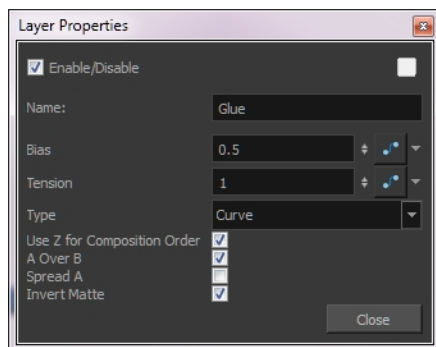 Layer Properties
Enable/Disable
Name: Glue
Bias 0.5
Tension 1
Type Curve
Use Z for Composition Order
A Over B
Spread A
Invert Matte
Close